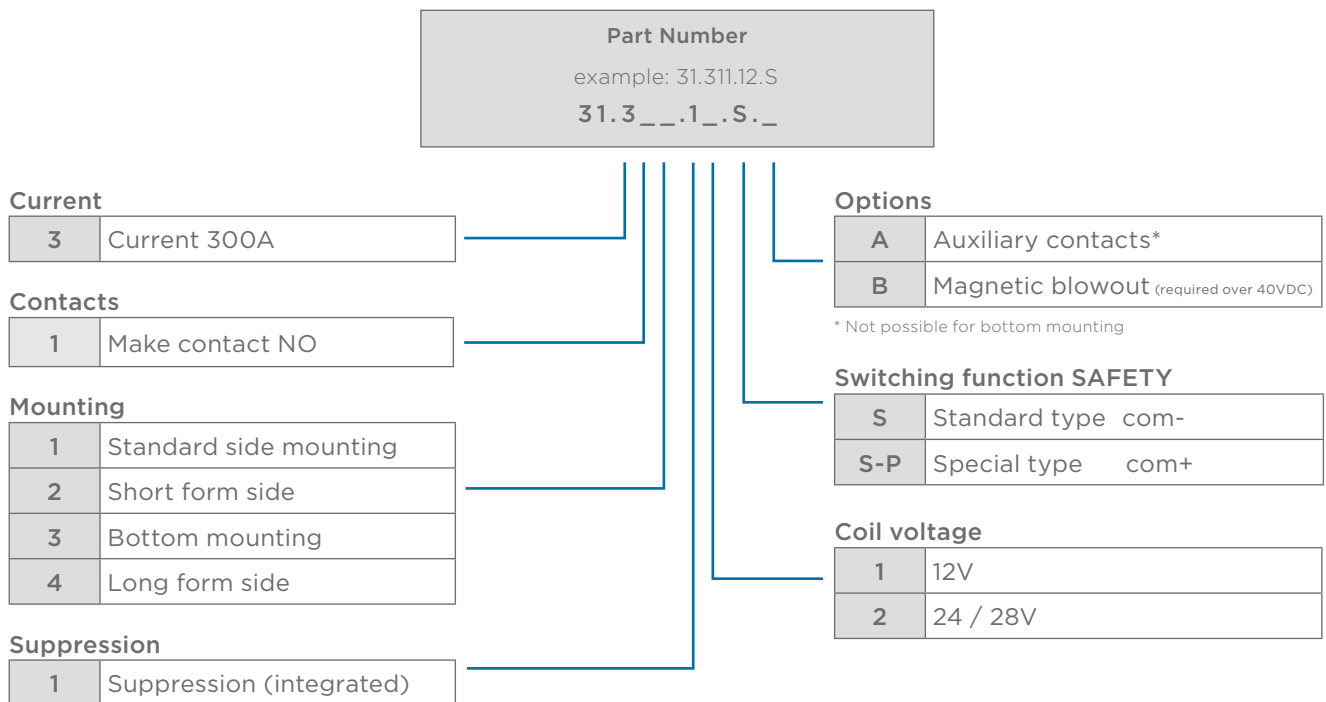 Part Number
example: 31.311.12.S
31.3__.1_.S._
Current
3 Current 300A
Contacts
1 Make contact NO
Mounting
1 Standard side mounting
2 Short form side
3 Bottom mounting
4 Long form side
Suppression
1 Suppression (integrated)
Options
A Auxiliary contacts*
B Magnetic blowout (required over 40VDC)
* Not possible for bottom mounting
Switching function SAFETY
S Standard type com-
S-P Special type com+
Coil voltage
1 12V
2 24 / 28V